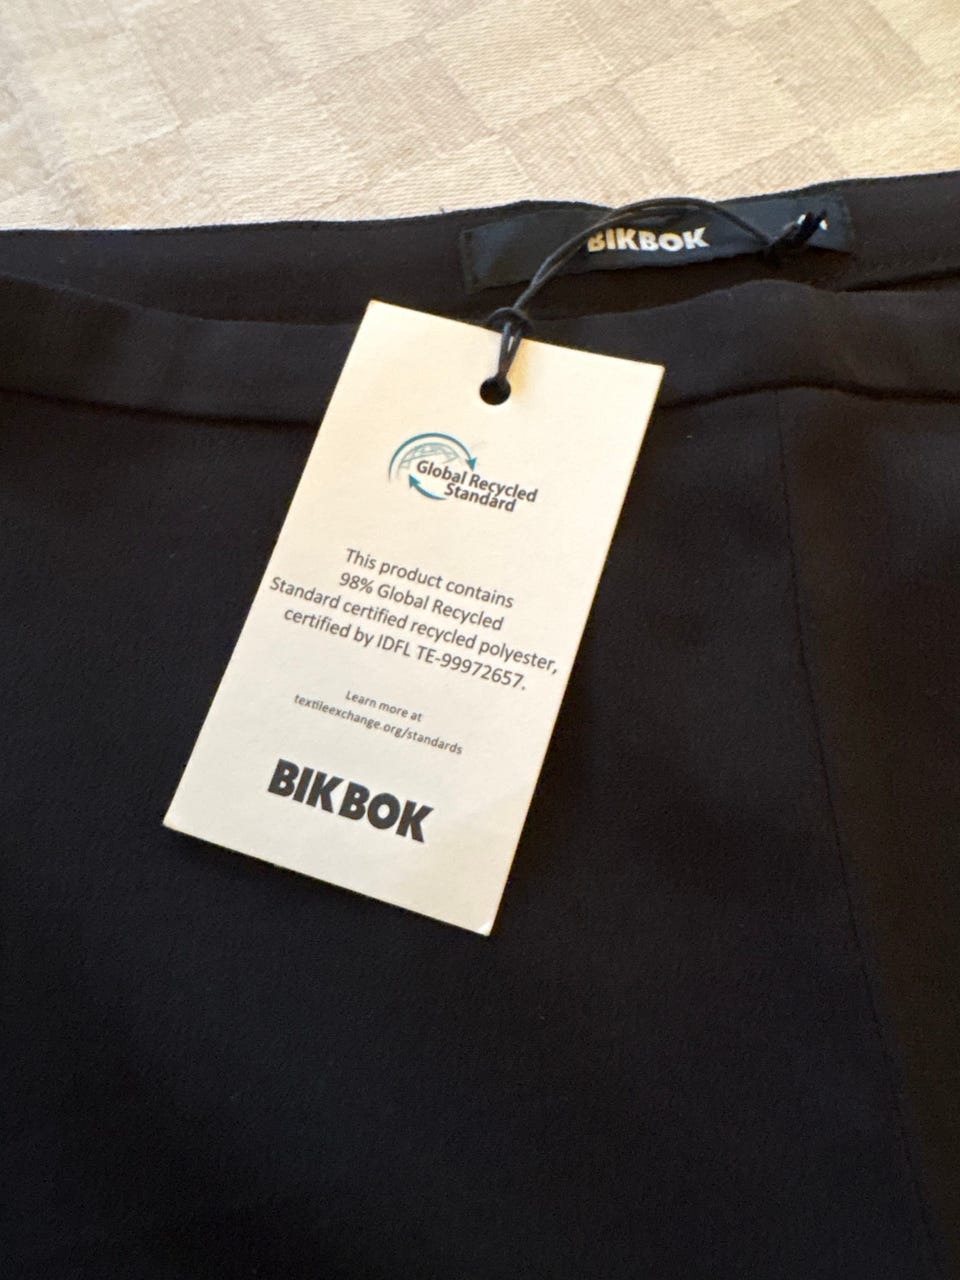 BIKBOK
Global Recycled
Standard
This product contains
98% Global Recycled
Standard certified recycled polyester,
certified by IDFL TE-99972657.
Learn more at
textileexchange.org/standards
BIKBOK